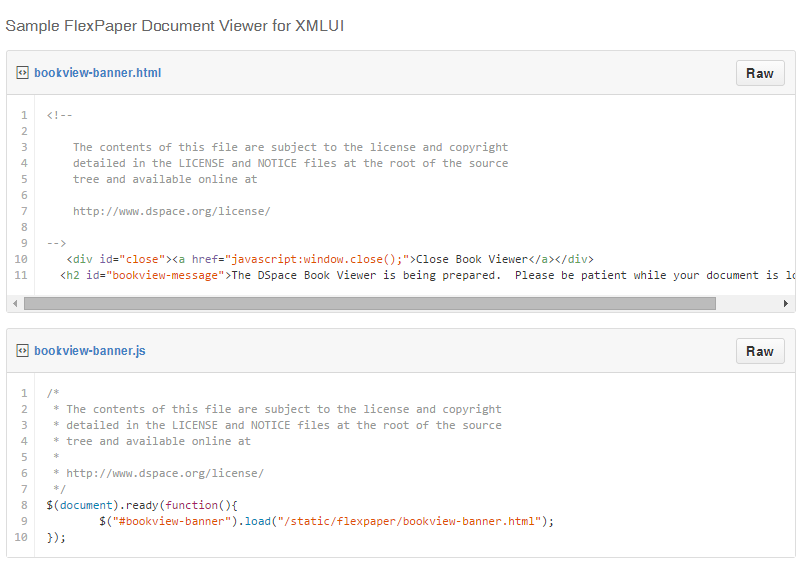 Sample FlexPaper Document Viewer for XMLUI
bookview-banner.html
Raw
1 <!--
2
3     The contents of this file are subject to the license and copyright
4     detailed in the LICENSE and NOTICE files at the root of the source
5     tree and available online at
6
7     http://www.dspace.org/license/
8
9 -->
10    <div id="close"><a href="javascript:window.close();">Close Book Viewer</a></div>
11   <h2 id="bookview-message">The DSpace Book Viewer is being prepared.  Please be patient while your document is
bookview-banner.js
Raw
1 /*
2  * The contents of this file are subject to the license and copyright
3  * detailed in the LICENSE and NOTICE files at the root of the source
4  * tree and available online at
5  *
6  * http://www.dspace.org/license/
7  */
8 $(document).ready(function(){
9         $("#bookview-banner").load("/static/flexpaper/bookview-banner.html");
10 });